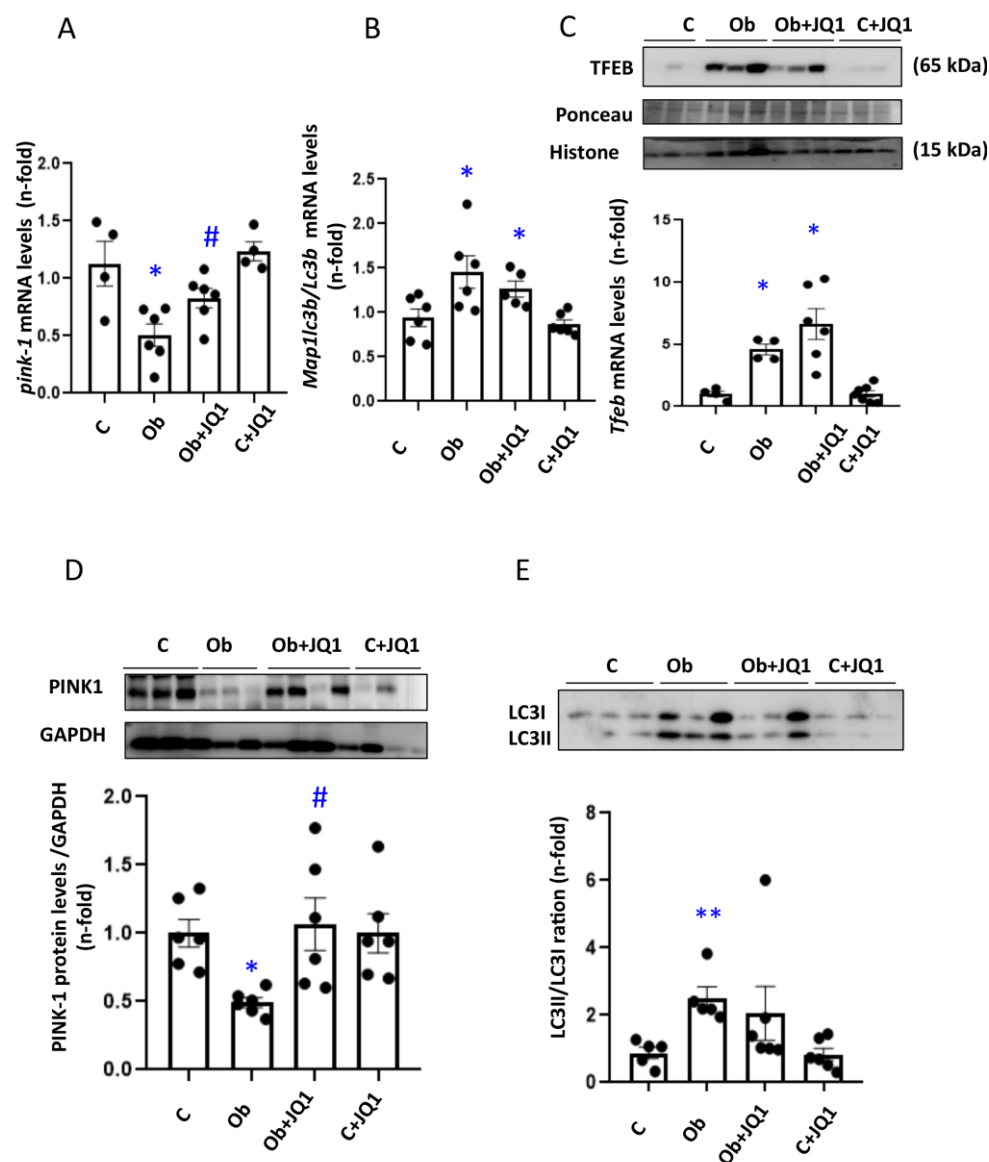 A
B
C
C Ob Ob+JQ1 C+JQ1
TFEB (65 kDa)
Ponceau
Histone (15 kDa)
pink-1 mRNA levels (n-fold)
2.0
1.5
1.0
0.5
0.0
*
#
C Ob Ob+JQ1 C+JQ1
Map1lc3b/Lc3b mRNA levels
(n-fold)
2.5
2.0
1.5
1.0
0.5
0.0
*
*
C Ob Ob+JQ1 C+JQ1
Tfeb mRNA levels (n-fold)
15
10
5
0
*
*
C Ob Ob+JQ1 C+JQ1
D
E
C Ob Ob+JQ1 C+JQ1
PINK1
GAPDH
PINK-1 protein levels /GAPDH
(n-fold)
2.0
1.5
1.0
0.5
0.0
*
#
C Ob Ob+JQ1 C+JQ1
C Ob Ob+JQ1 C+JQ1
LC3I
LC3II
LC3II/LC3I ration (n-fold)
8
6
4
2
0
**
C Ob Ob+JQ1 C+JQ1